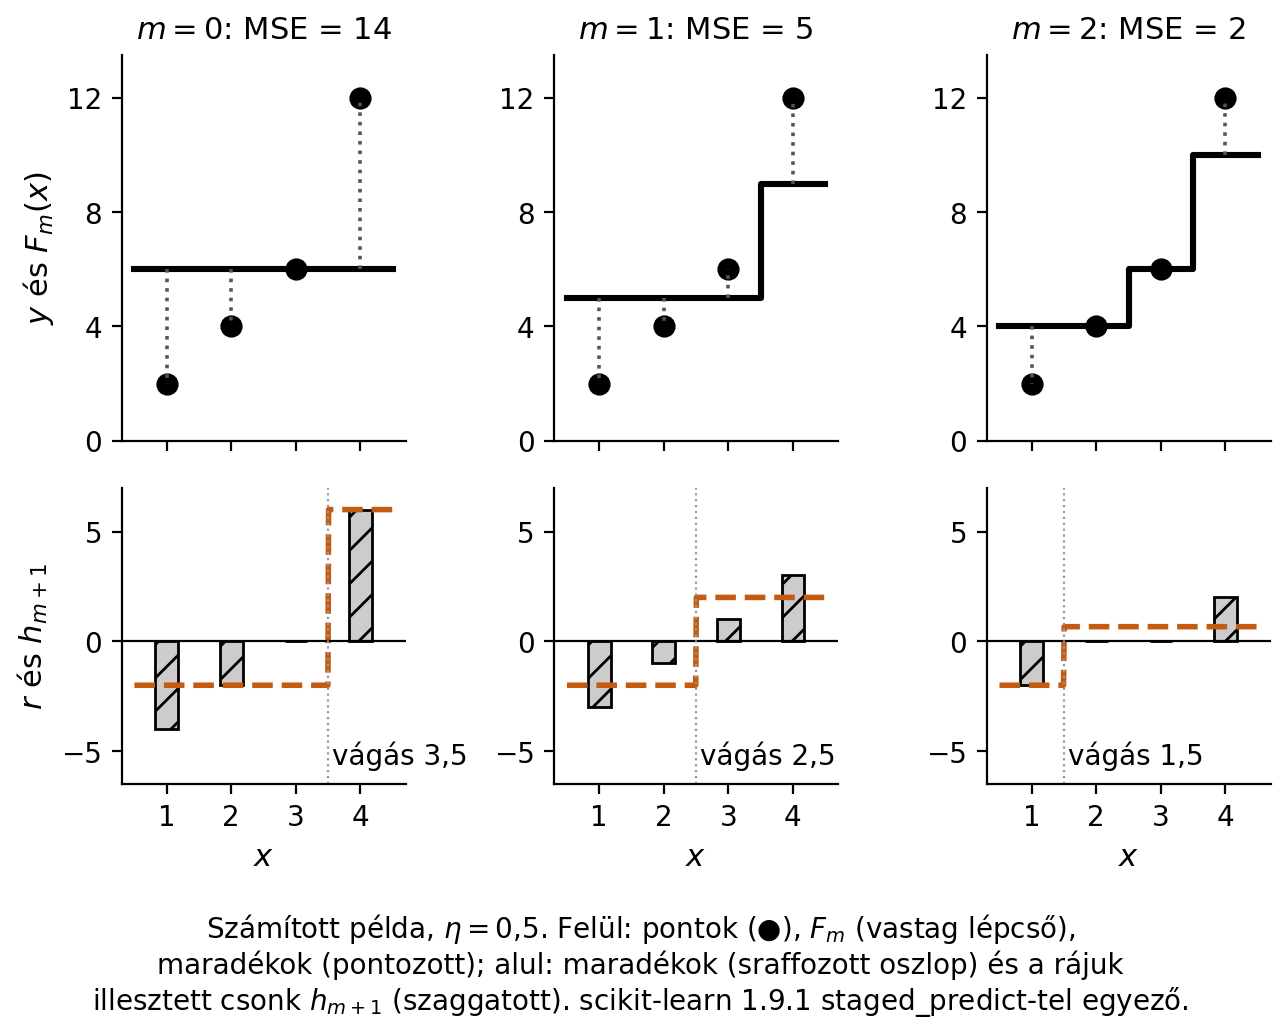 m = 0: MSE = 14
m = 1: MSE = 5
m = 2: MSE = 2
y és Fₘ(x)
12
8
4
0
12
8
4
0
12
8
4
0
r és hₘ₊₁
5
0
−5
vágás 3,5
1 2 3 4
x
5
0
−5
vágás 2,5
1 2 3 4
x
5
0
−5
vágás 1,5
1 2 3 4
x
Számított példa, η = 0,5. Felül: pontok (●), Fₘ (vastag lépcső),
maradékok (pontozott); alul: maradékok (sraffozott oszlop) és a rájuk
illesztett csonk hₘ₊₁ (szaggatott). scikit-learn 1.9.1 staged_predict-tel egyező.